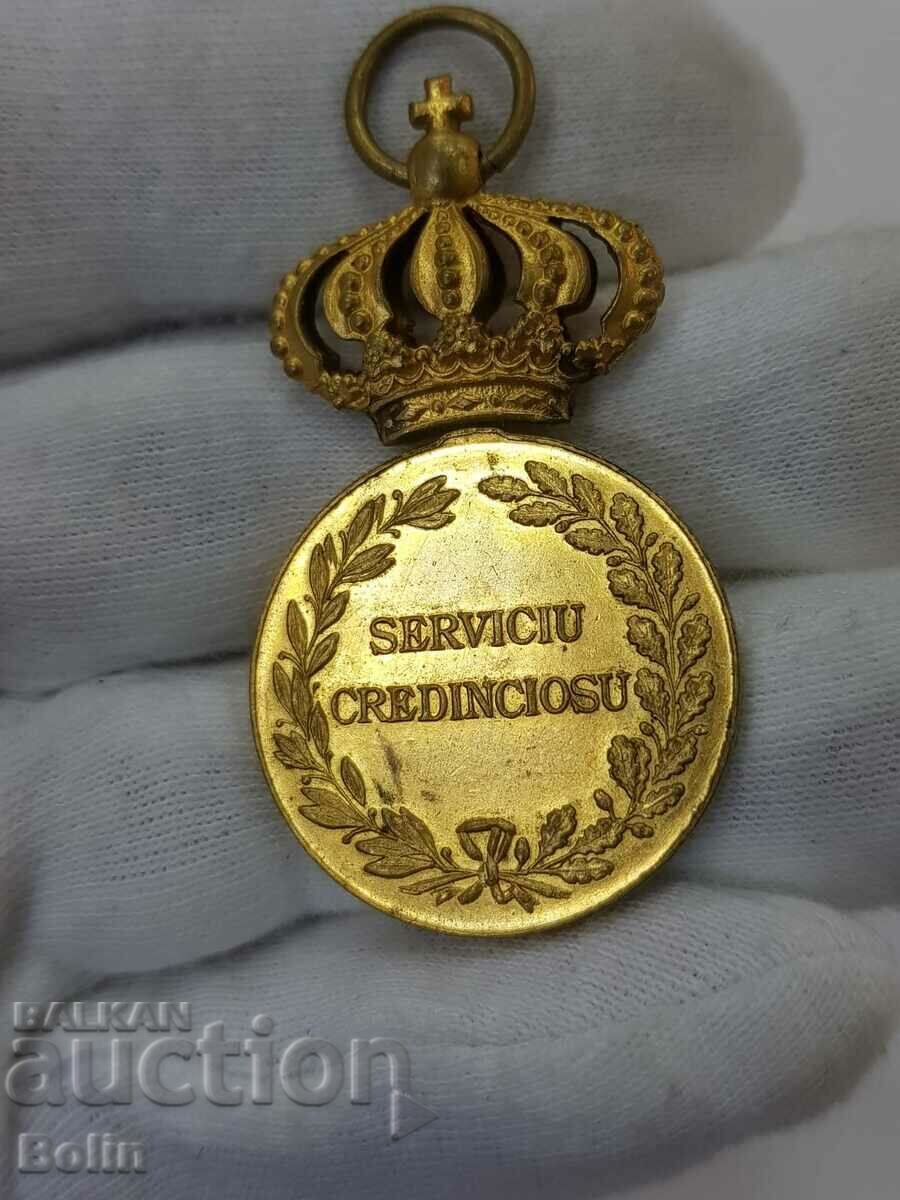 SERVICIU
CREDINCIOSU
BALKAN
auction
Bolin